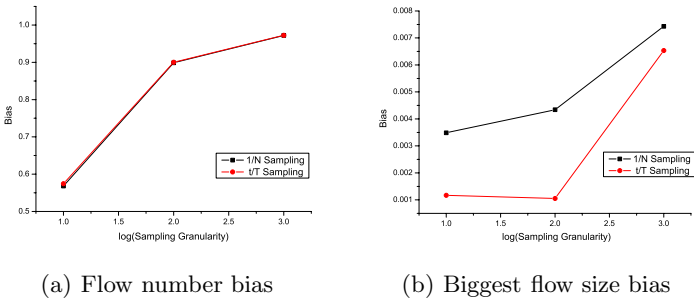 1.0
0.9
0.8
0.7
0.6
0.5
Bias
1.0
1.5
2.0
2.5
3.0
log(Sampling Granularity)
1/N Sampling
t/T Sampling
(a) Flow number bias
0.008
0.007
0.006
0.005
0.004
0.003
0.002
0.001
Bias
1.0
1.5
2.0
2.5
3.0
log(Sampling Granularity)
1/N Sampling
t/T Sampling
(b) Biggest flow size bias